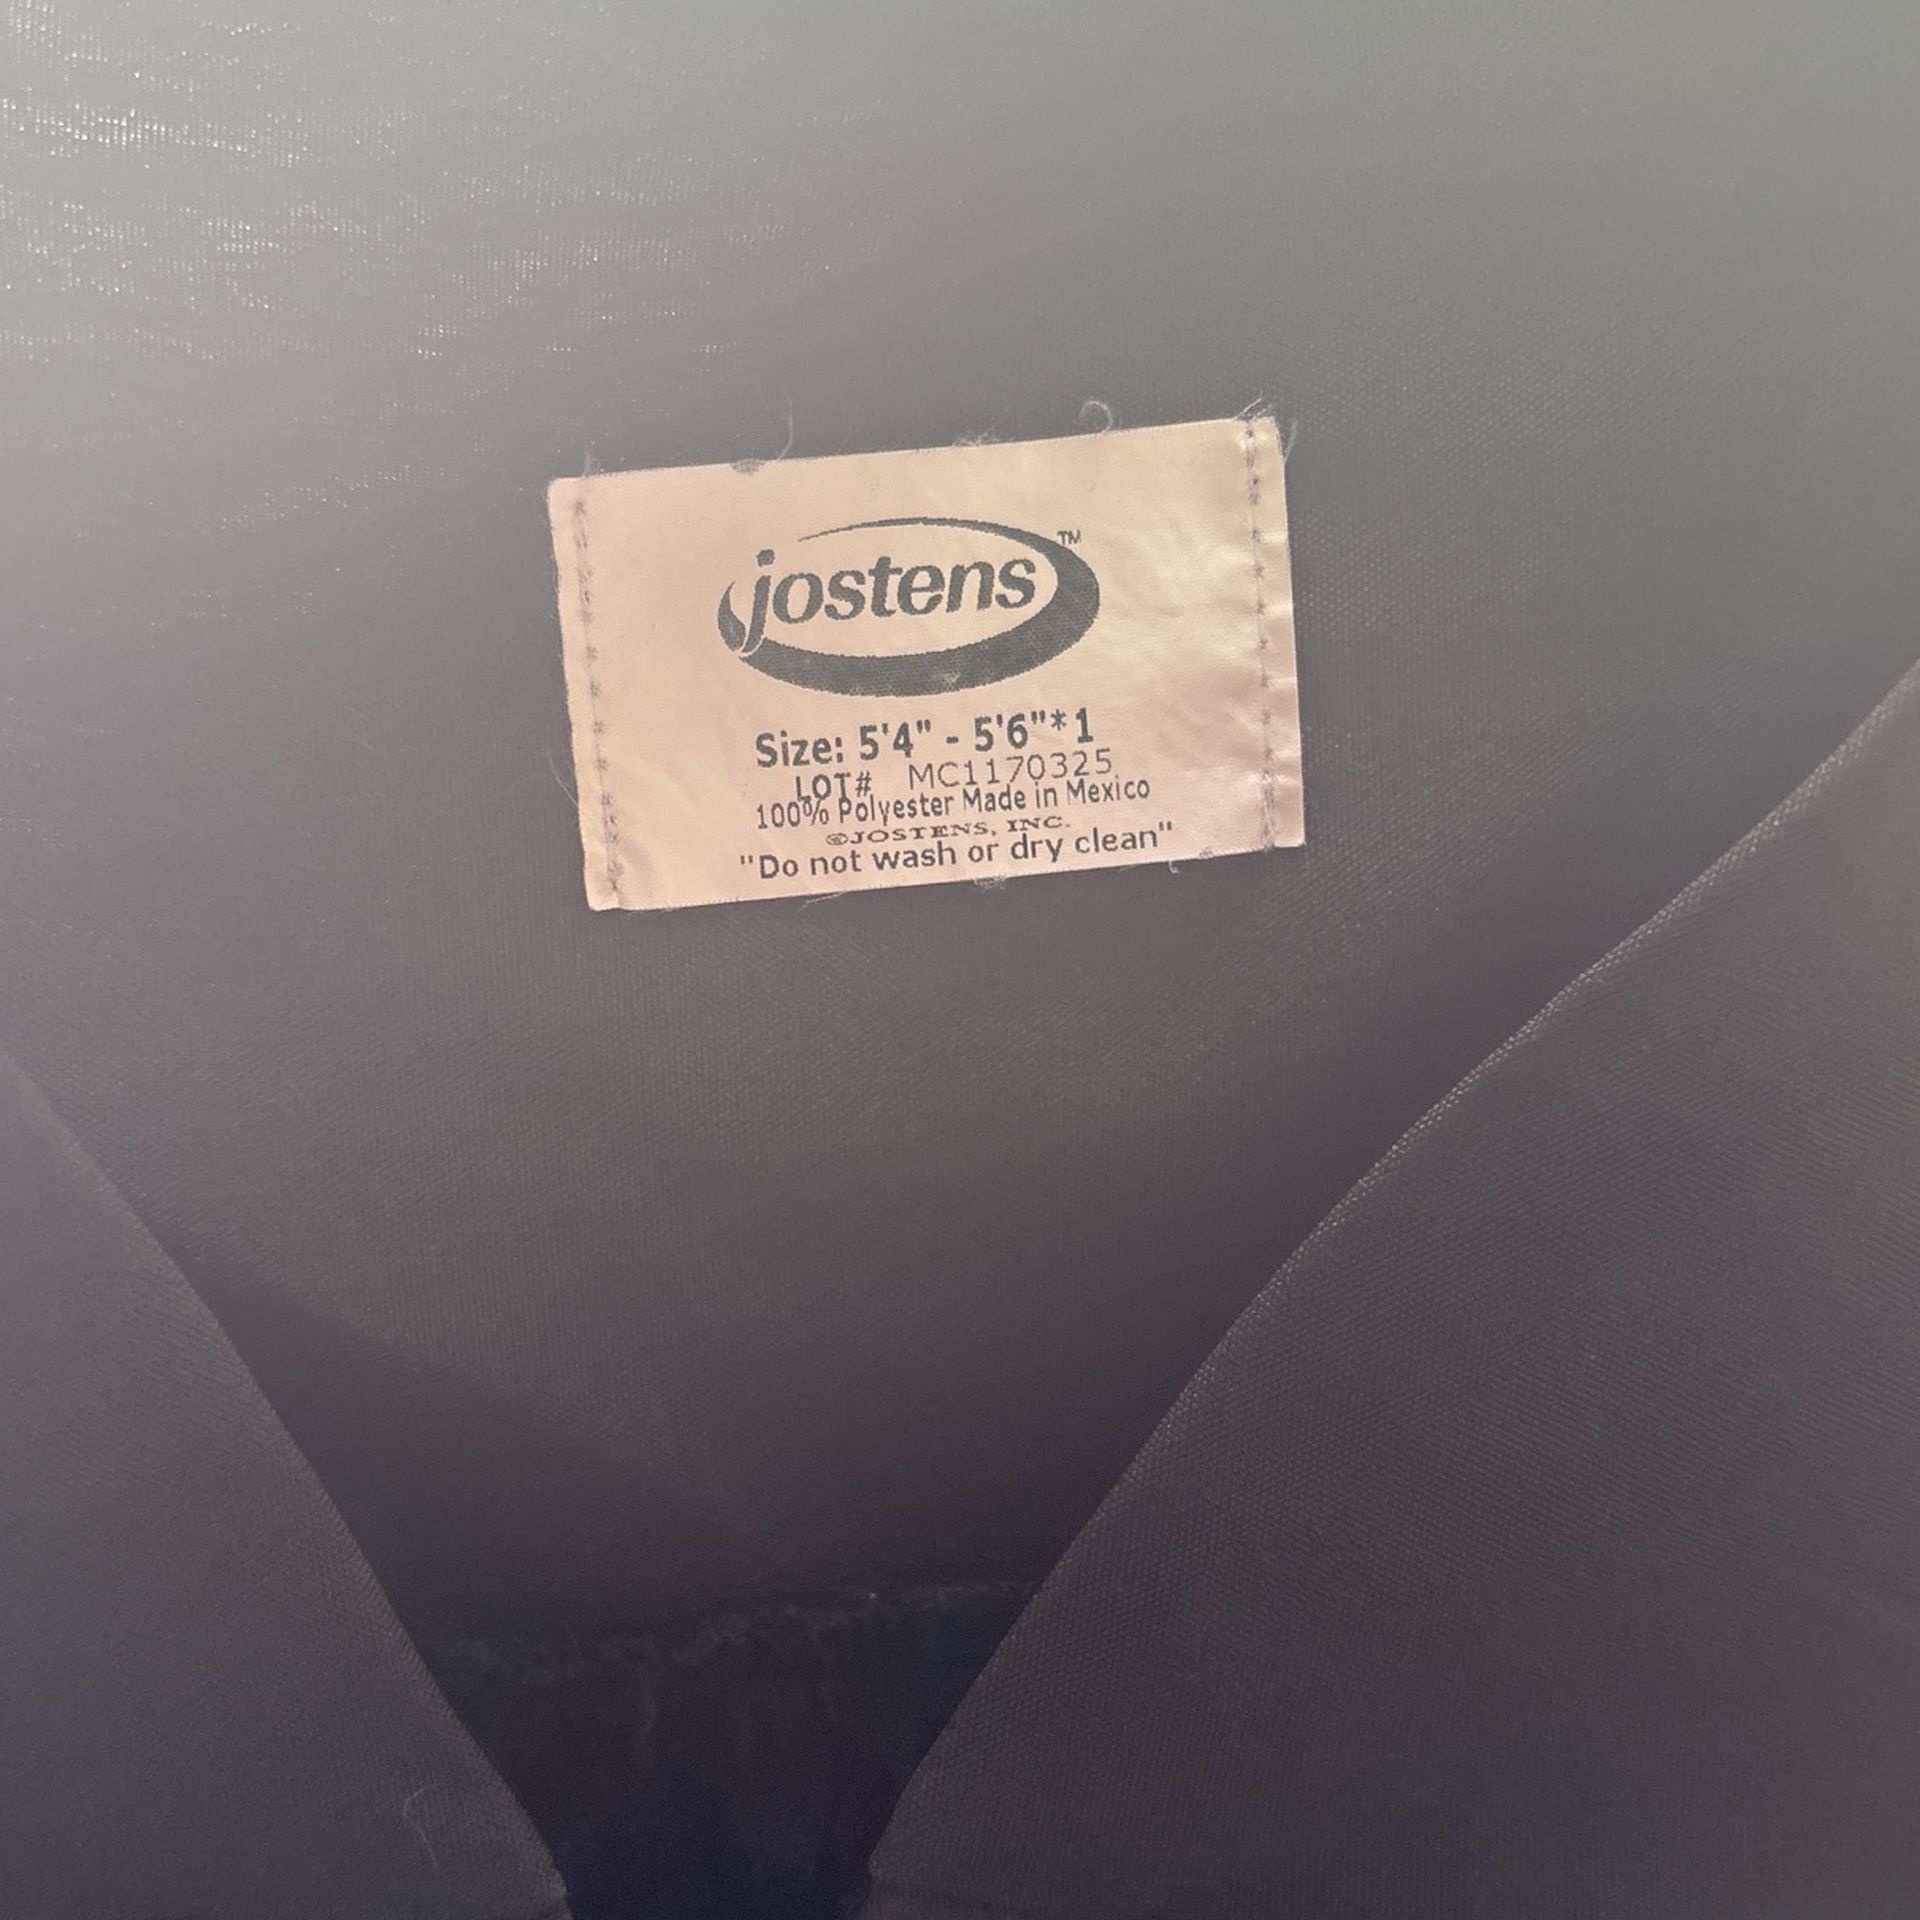 jostens™
Size: 5'4" - 5'6"*1
LOT# MC1170325
100% Polyester Made in Mexico
©JOSTENS, INC.
"Do not wash or dry clean"